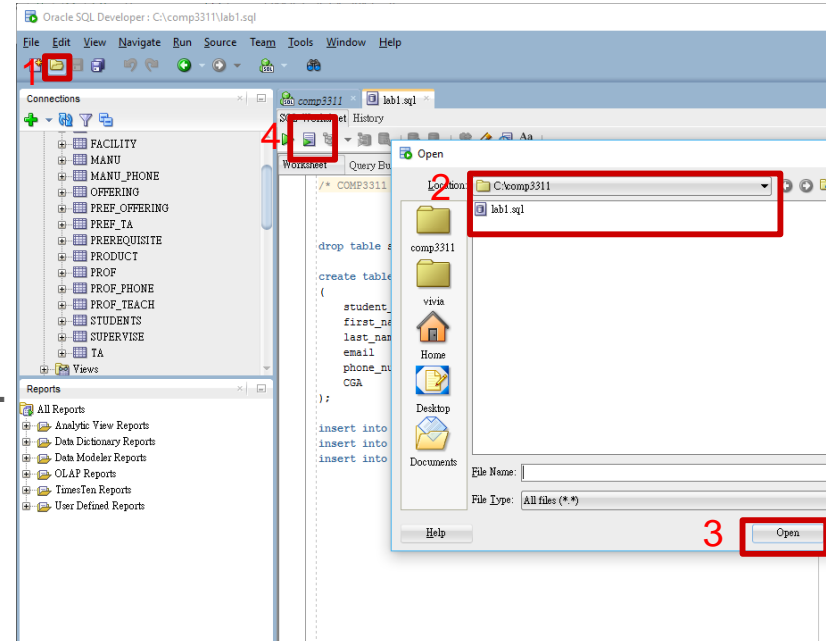 Oracle SQL Developer : C:\comp3311\lab1.sql
File Edit View Navigate Run Source Team Tools Window Help
1
Connections
comp3311
lab1.sql
SQL Worksheet History
4
Aa
Worksheet
Query Bu
FACILITY
MANU
MANU_PHONE
OFFERING
PREF_OFFERING
PREF_TA
PREREQUISITE
PRODUCT
PROF
PROF_PHONE
PROF_TEACH
STUDENTS
SUPERVISE
TA
Views
Reports
All Reports
Analytic View Reports
Data Dictionary Reports
Data Modeler Reports
OLAP Reports
TimesTen Reports
User Defined Reports
/* COMP3311
drop table s
create table
(
student_
first_na
last_nam
email
phone_nu
CGA
);
insert into
insert into
insert into
Open
2
Location:
C:\comp3311
lab1.sql
comp3311
vivia
Home
Desktop
Documents
File Name:
File Type: All files (*.*)
Help
3
Open